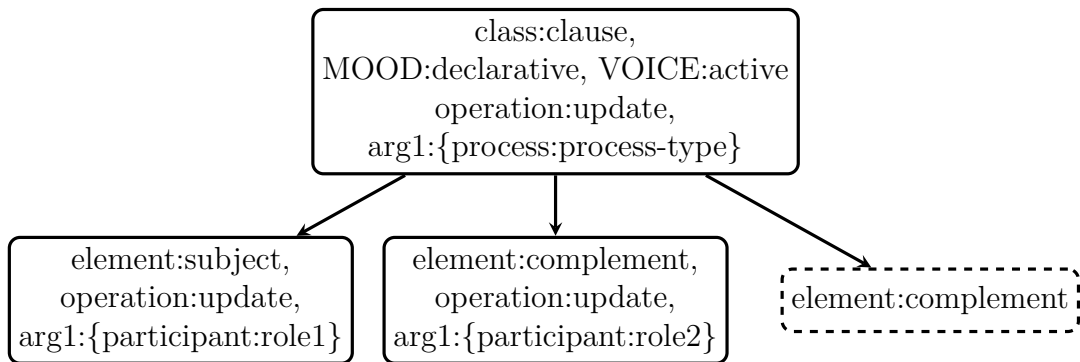 class:clause,
MOOD:declarative, VOICE:active
operation:update,
arg1:{process:process-type}
element:subject,
operation:update,
arg1:{participant:role1}
element:complement,
operation:update,
arg1:{participant:role2}
element:complement